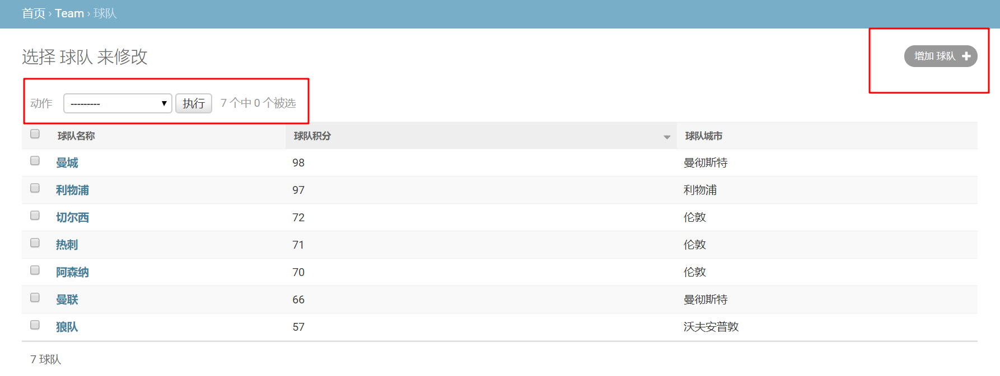 首页 › Team › 球队
选择 球队 来修改
增加 球队
动作 --------- 执行 7 个中 0 个被选
球队名称 球队积分 球队城市
曼城 98 曼彻斯特
利物浦 97 利物浦
切尔西 72 伦敦
热刺 71 伦敦
阿森纳 70 伦敦
曼联 66 曼彻斯特
狼队 57 沃夫安普敦
7 球队